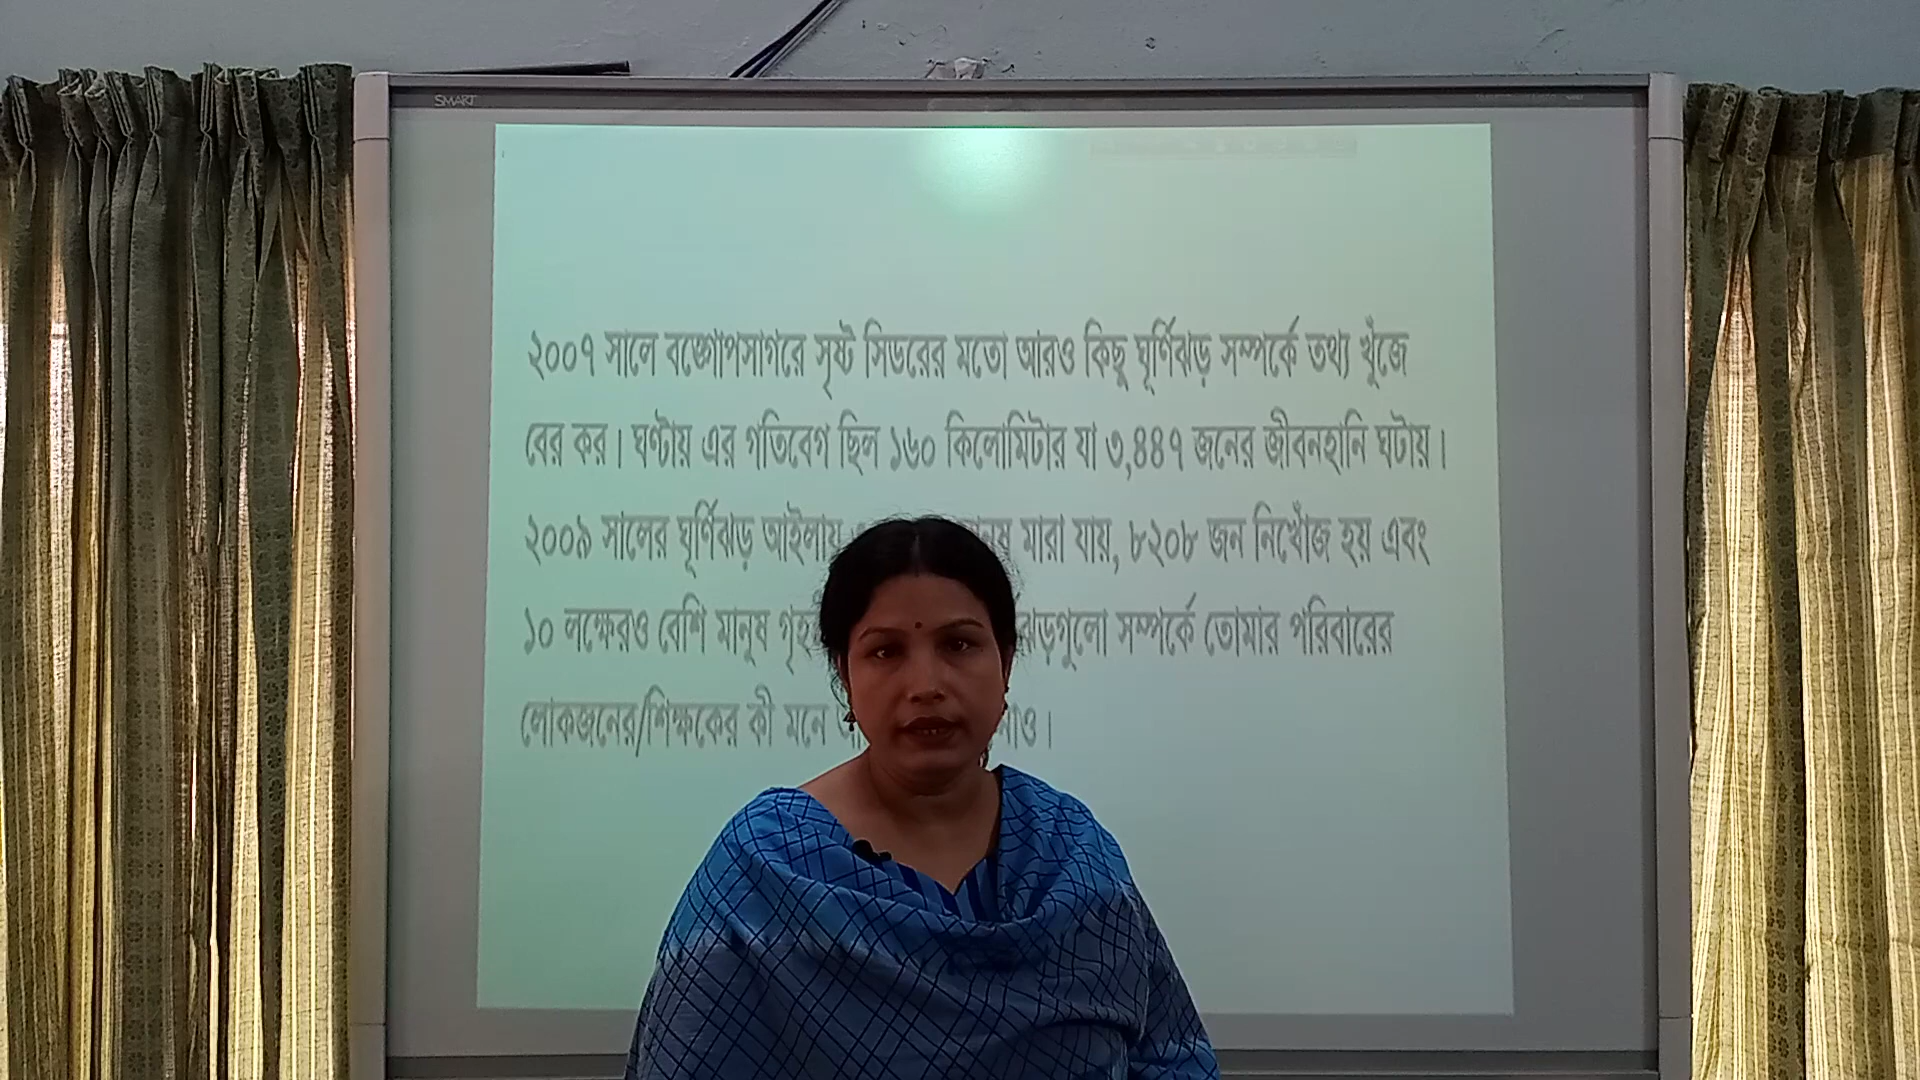 SMART
২০০৭ সালে বঙ্গোপসাগরে সৃষ্ট সিডরের মতো আরও কিছু ঘূর্ণিঝড় সম্পর্কে তথ্য খুঁজে
বের কর। ঘণ্টায় এর গতিবেগ ছিল ১৬০ কিলোমিটার যা ৩,৪৪৭ জনের জীবনহানি ঘটায়।
২০০৯ সালের ঘূর্ণিঝড় আইলায় মারা যায়, ৮২০৮ জন নিখোঁজ হয় এবং
১০ লক্ষেরও বেশি মানুষ সম্পর্কে তোমার পরিবারের
লোকজনের/শিক্ষকের কী মনে